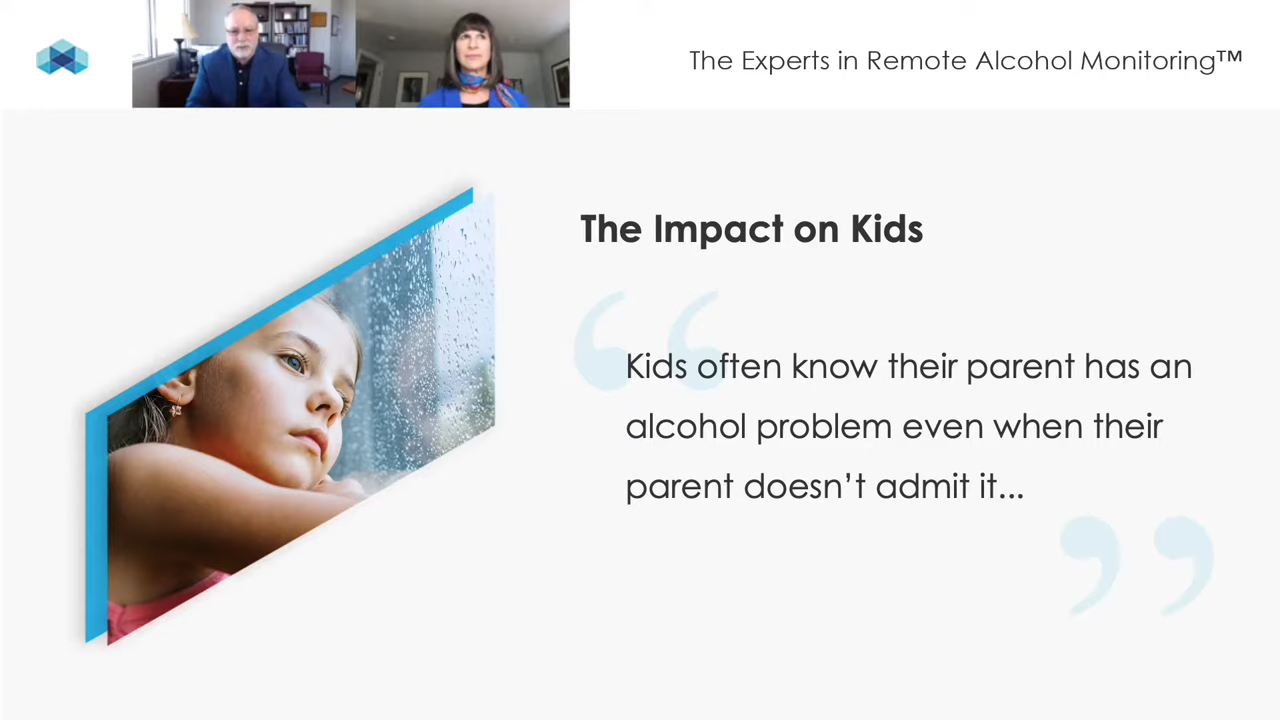 The Experts in Remote Alcohol Monitoring™
The Impact on Kids
“
Kids often know their parent has an
alcohol problem even when their
parent doesn’t admit it...
”